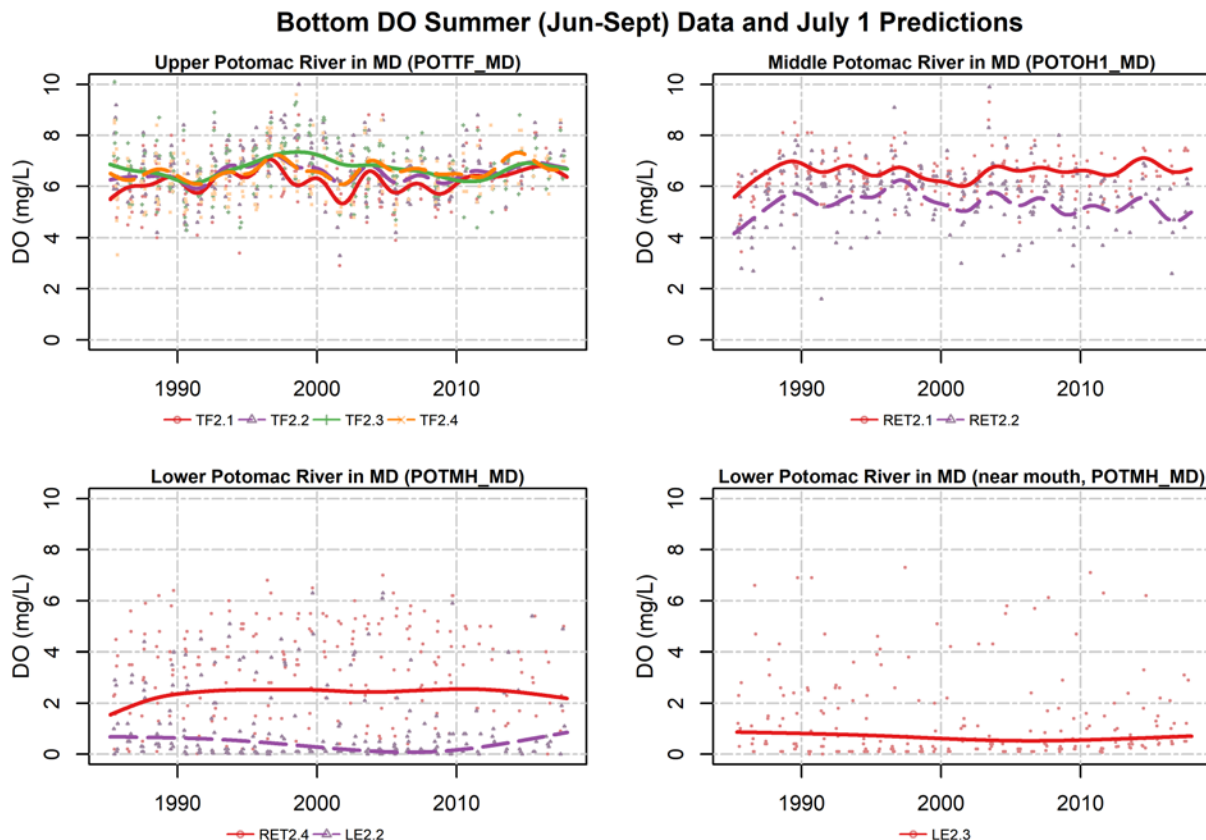 Bottom DO Summer (Jun-Sept) Data and July 1 Predictions
Upper Potomac River in MD (POTTF_MD)
DO (mg/L)
10
8
6
4
2
0
1990 2000 2010
TF2.1 TF2.2 TF2.3 TF2.4
Middle Potomac River in MD (POTOH1_MD)
DO (mg/L)
10
8
6
4
2
0
1990 2000 2010
RET2.1 RET2.2
Lower Potomac River in MD (POTMH_MD)
DO (mg/L)
10
8
6
4
2
0
1990 2000 2010
RET2.4 LE2.2
Lower Potomac River in MD (near mouth, POTMH_MD)
DO (mg/L)
10
8
6
4
2
0
1990 2000 2010
LE2.3